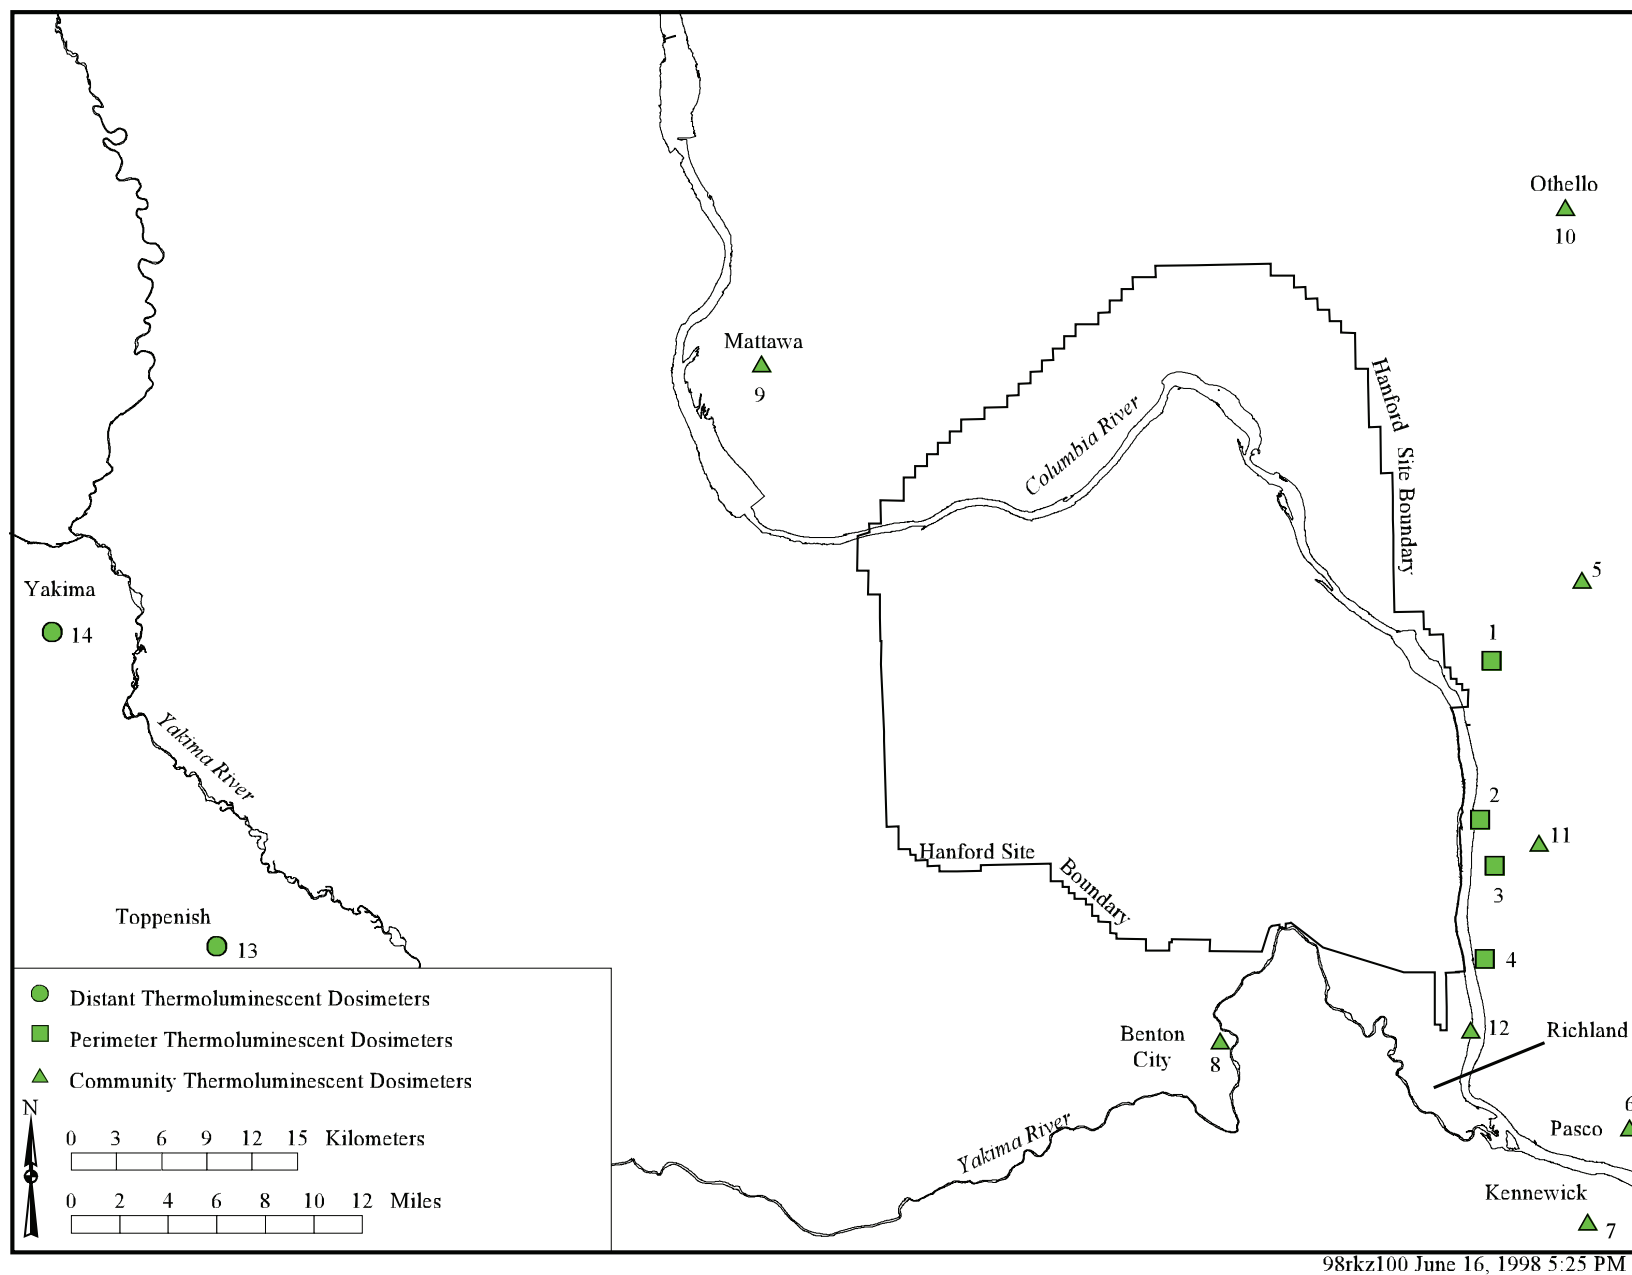 Othello
10
Mattawa
9
Columbia River
Hanford Site Boundary
5
Yakima
14
1
Yakima River
2
11
Hanford Site Boundary
3
Toppenish
13
4
Distant Thermoluminescent Dosimeters
Perimeter Thermoluminescent Dosimeters
Community Thermoluminescent Dosimeters
12
Richland
Benton
City
8
N
6
Pasco
0 3 6 9 12 15 Kilometers
Yakima River
0 2 4 6 8 10 12 Miles
Kennewick
7
98rkz100 June 16, 1998 5:25 PM